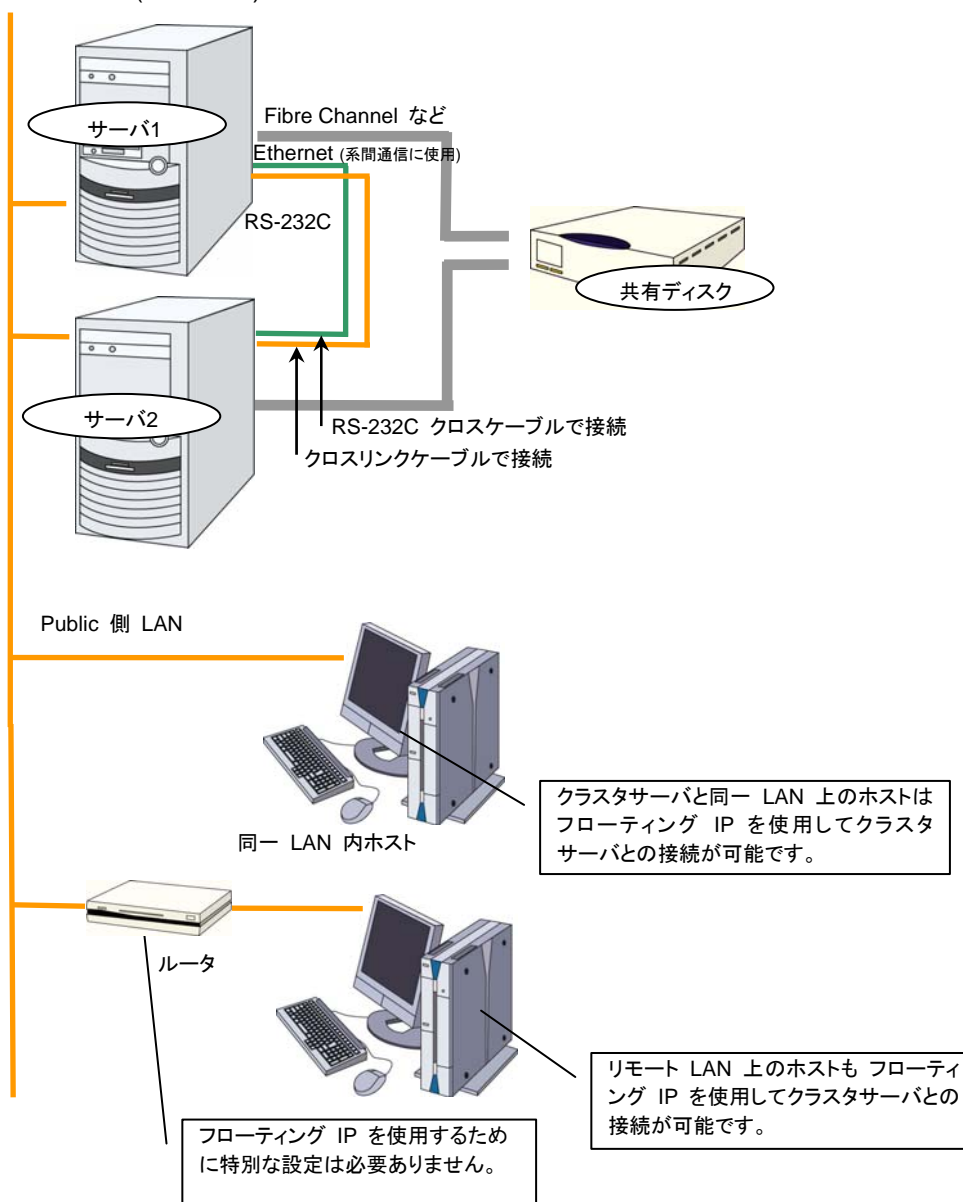 サーバ1
Fibre Channel など
Ethernet (系間通信に使用)
RS-232C
共有ディスク
サーバ2
RS-232C クロスケーブルで接続
クロスリンクケーブルで接続
Public 側 LAN
クラスタサーバと同一 LAN 上のホストは
フローティング IP を使用してクラスタ
サーバとの接続が可能です。
同一 LAN 内ホスト
ルータ
リモート LAN 上のホストも フローティ
ング IP を使用してクラスタサーバとの
接続が可能です。
フローティング IP を使用するため
に特別な設定は必要ありません。